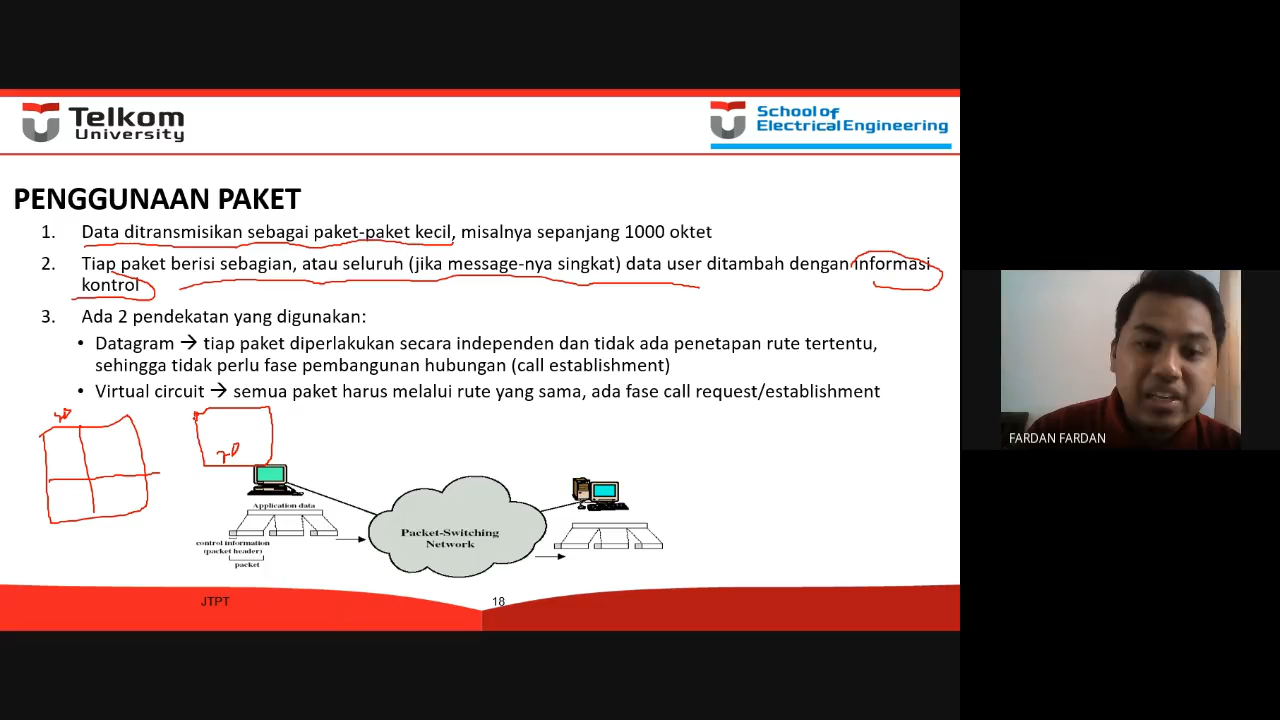 Telkom
University
School of
Electrical Engineering
PENGGUNAAN PAKET
1. Data ditransmisikan sebagai paket-paket kecil, misalnya sepanjang 1000 oktet
2. Tiap paket berisi sebagian, atau seluruh (jika message-nya singkat) data user ditambah dengan informasi
kontrol
3. Ada 2 pendekatan yang digunakan:
• Datagram → tiap paket diperlakukan secara independen dan tidak ada penetapan rute tertentu,
sehingga tidak perlu fase pembangunan hubungan (call establishment)
• Virtual circuit → semua paket harus melalui rute yang sama, ada fase call request/establishment
Application data
control information
(packet header)
packet
Packet-Switching
Network
JTPT
18
FARDAN FARDAN